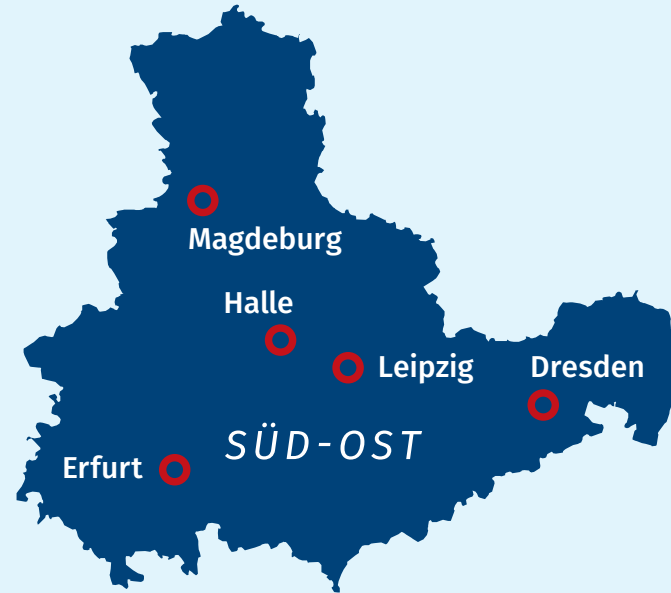 Magdeburg
Halle
Leipzig
Dresden
SÜD-OST
Erfurt